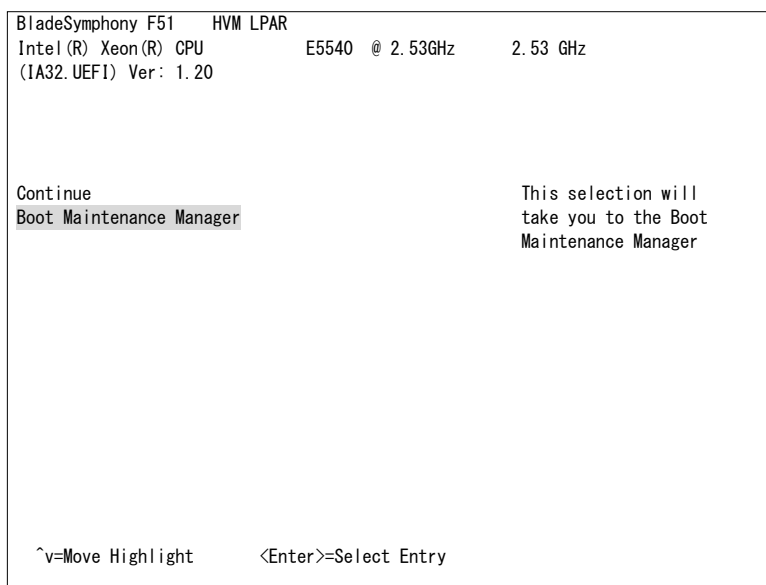 BladeSymphony F51 HVM LPAR
Intel(R) Xeon(R) CPU E5540 @ 2.53GHz 2.53 GHz
(IA32.UEFI) Ver: 1.20
Continue
Boot Maintenance Manager
This selection will
take you to the Boot
Maintenance Manager
^v=Move Highlight <Enter>=Select Entry